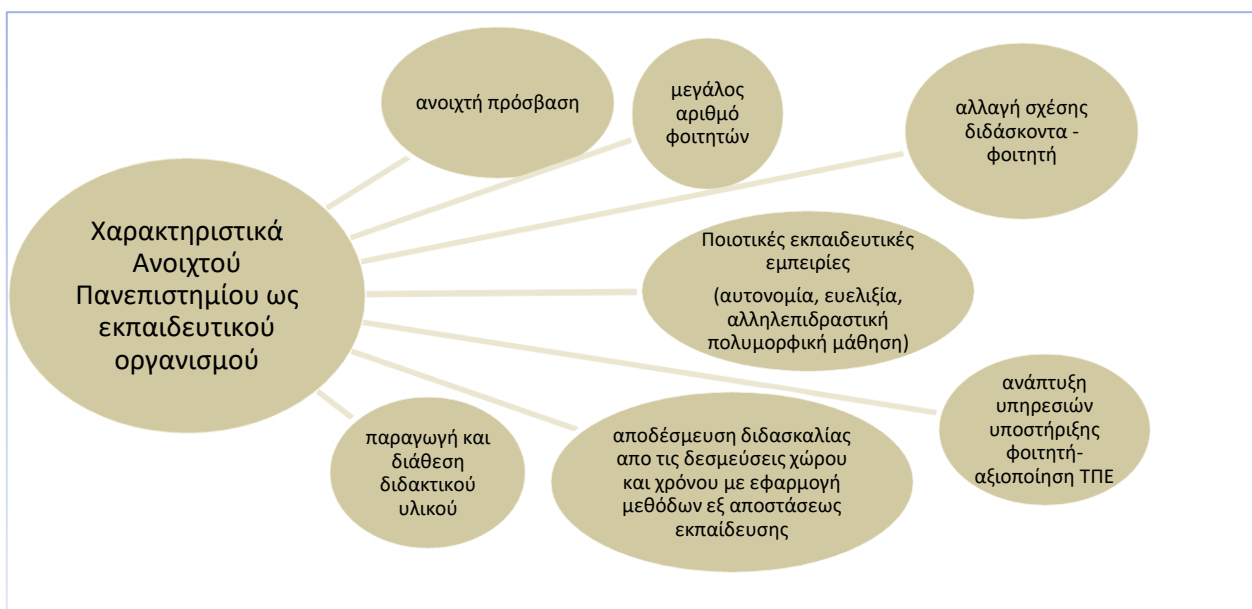 Χαρακτηριστικά
Ανοιχτού
Πανεπιστημίου ως
εκπαιδευτικού
οργανισμού
ανοιχτή πρόσβαση
μεγάλος
αριθμό
φοιτητών
αλλαγή σχέσης
διδάσκοντα -
φοιτητή
Ποιοτικές εκπαιδευτικές
εμπειρίες
(αυτονομία, ευελιξία,
αλληλεπιδραστική
πολυμορφική μάθηση)
ανάπτυξη
υπηρεσιών
υποστήριξης
φοιτητή-
αξιοποίηση ΤΠΕ
αποδέσμευση διδασκαλίας
απο τις δεσμεύσεις χώρου
και χρόνου με εφαρμογή
μεθόδων εξ αποστάσεως
εκπαίδευσης
παραγωγή και
διάθεση
διδακτικού
υλικού